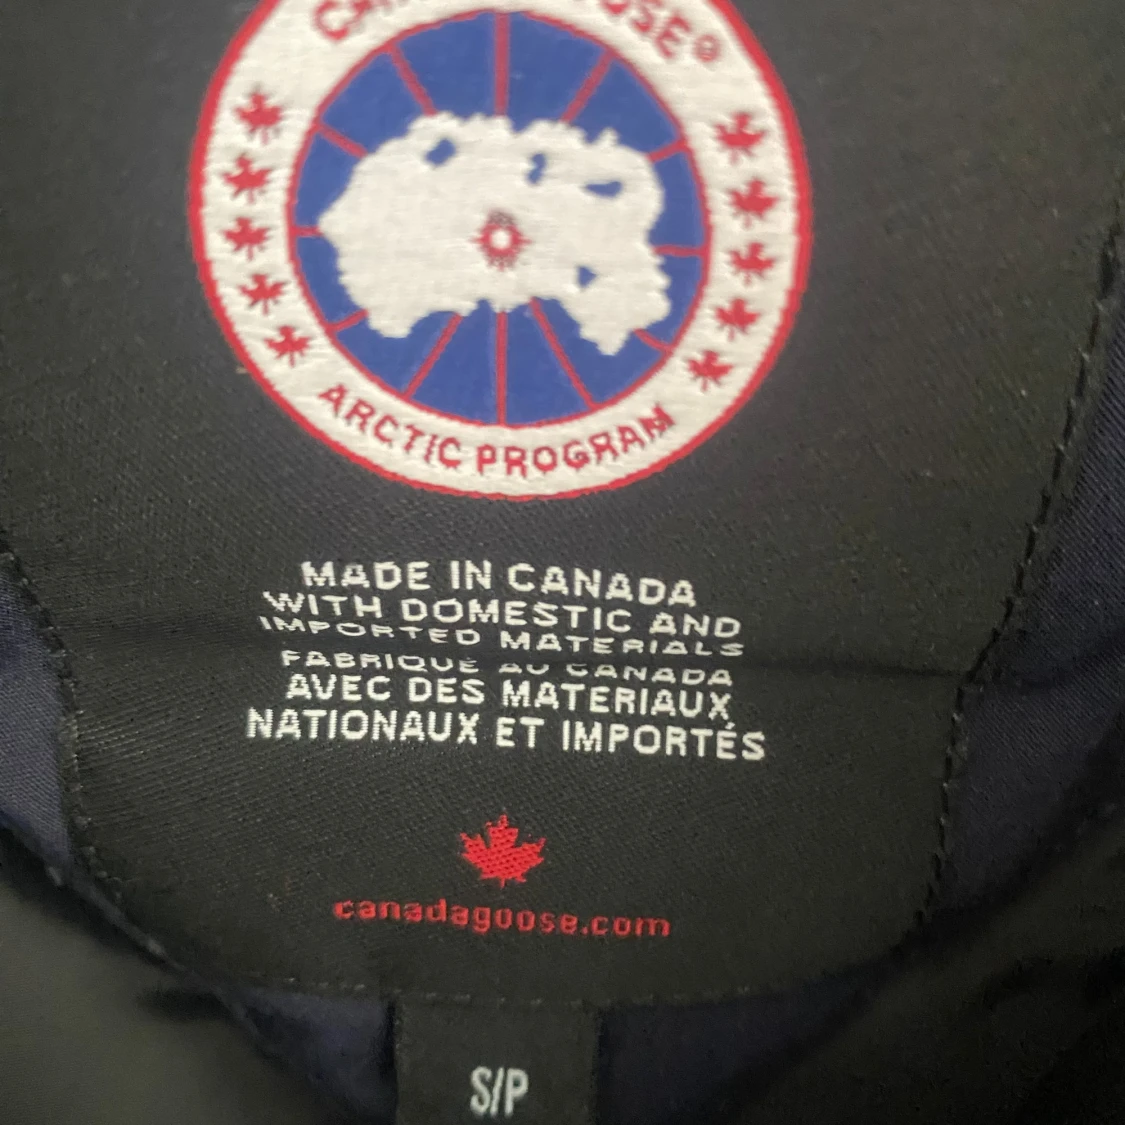 ARCTIC PROGRAM
MADE IN CANADA
WITH DOMESTIC AND
IMPORTED MATERIALS
FABRIQUÉ AU CANADA
AVEC DES MATERIAUX
NATIONAUX ET IMPORTÉS
canadagoose.com
S/P